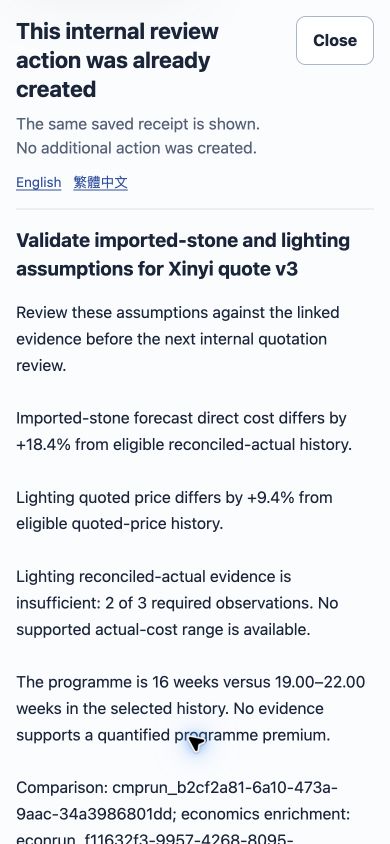 This internal review
action was already
created
Close
The same saved receipt is shown.
No additional action was created.
English 繁體中文
Validate imported-stone and lighting
assumptions for Xinyi quote v3
Review these assumptions against the linked
evidence before the next internal quotation
review.
Imported-stone forecast direct cost differs by
+18.4% from eligible reconciled-actual history.
Lighting quoted price differs by +9.4% from
eligible quoted-price history.
Lighting reconciled-actual evidence is
insufficient: 2 of 3 required observations. No
supported actual-cost range is available.
The programme is 16 weeks versus 19.00–22.00
weeks in the selected history. No evidence
supports a quantified programme premium.
Comparison: cmprun_b2cf2a81-6a10-473a-
9aac-34a3986801dd; economics enrichment:
econrun_f11632f3-9957-4268-8095-